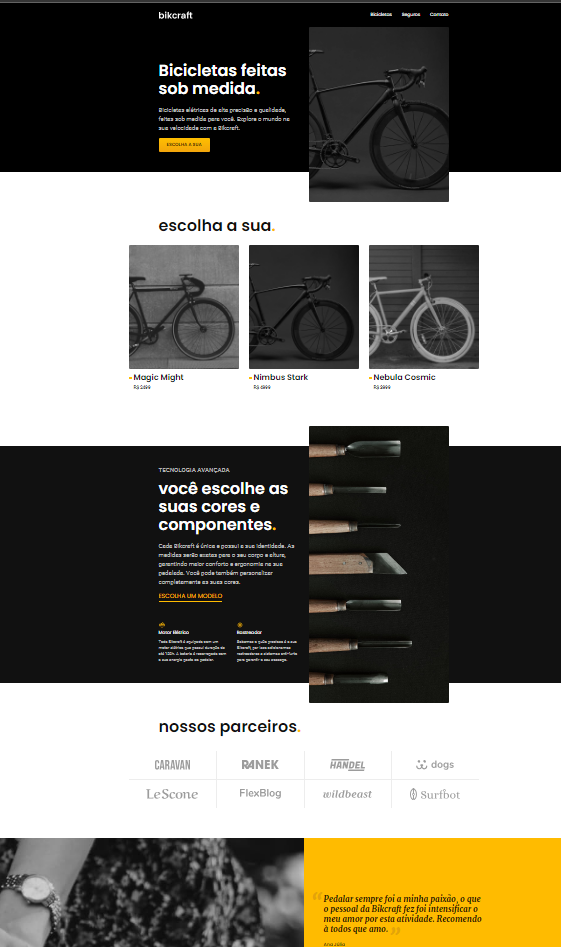 bikcraft
Bicicletas Seguros Contato
Bicicletas feitas
sob medida.
Bicicletas elétricas de alta precisão e qualidade,
feitas sob medida para você. Explore o mundo na
sua velocidade com a Bikcraft.
ESCOLHA A SUA
escolha a sua.
Magic Might
R$ 2499
Nimbus Stark
R$ 4999
Nebula Cosmic
R$ 3999
TECNOLOGIA AVANÇADA
você escolhe as
suas cores e
componentes.
Cada Bikcraft é única e possui a sua identidade. As
medidas serão exatas para o seu corpo e altura,
garantindo maior conforto e ergonomia na sua
pedalada. Você pode também personalizar
completamente as suas cores.
ESCOLHA UM MODELO
Motor Elétrico
Toda Bikcraft é equipada com um
motor elétrico que possui duração de
até 120h. A bateria é recarregada com
a sua energia gasta ao pedalar.
Rastreador
Sabemos o quão preciosa é a sua
Bikcraft, por isso adicionamos
rastreadores e sistemas anti-furto
para garantir o seu sossego.
nossos parceiros.
CARAVAN RANEK HANDEL dogs
LeScone FlexBlog wildbeast Surfbot
“ Pedalar sempre foi a minha paixão, o que
o pessoal da Bikcraft fez foi intensificar o
meu amor por esta atividade. Recomendo
à todos que amo. ”
Ana Júlia